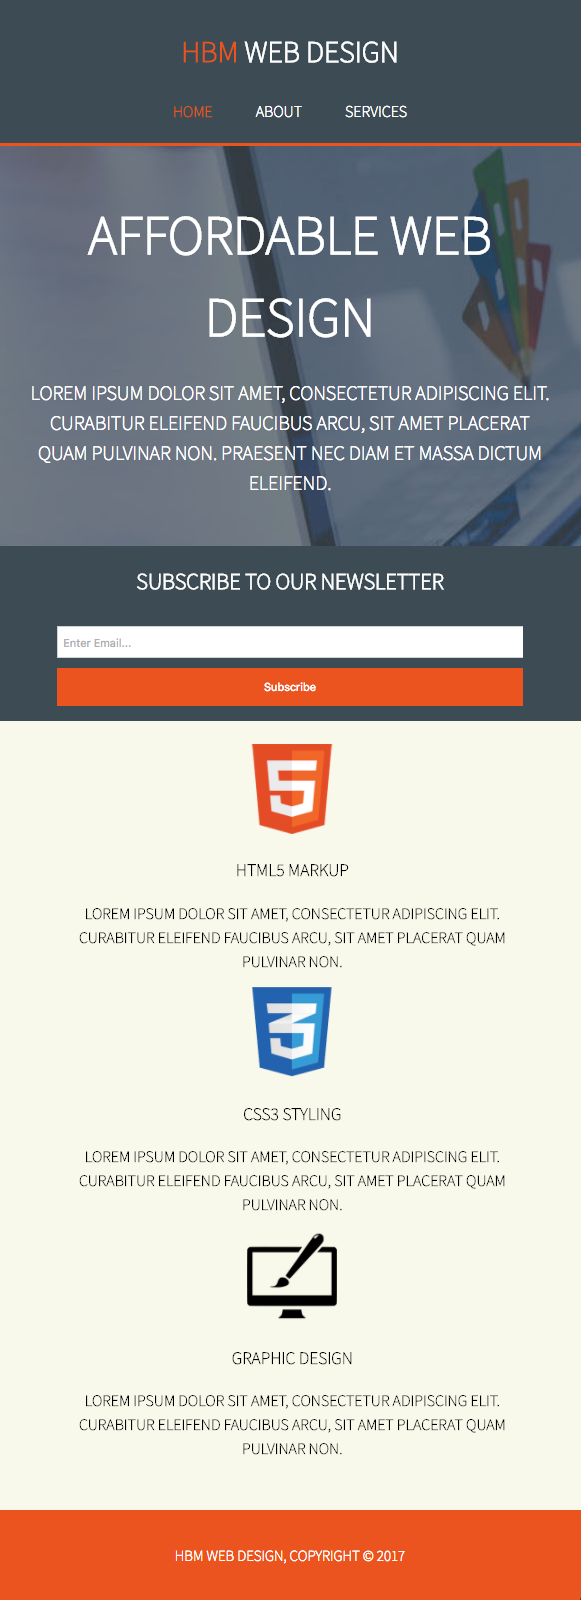 HBM WEB DESIGN
HOME ABOUT SERVICES
AFFORDABLE WEB
DESIGN
LOREM IPSUM DOLOR SIT AMET, CONSECTETUR ADIPISCING ELIT.
CURABITUR ELEIFEND FAUCIBUS ARCU, SIT AMET PLACERAT
QUAM PULVINAR NON. PRAESENT NEC DIAM ET MASSA DICTUM
ELEIFEND.
SUBSCRIBE TO OUR NEWSLETTER
Enter Email...
Subscribe
5
HTML5 MARKUP
LOREM IPSUM DOLOR SIT AMET, CONSECTETUR ADIPISCING ELIT.
CURABITUR ELEIFEND FAUCIBUS ARCU, SIT AMET PLACERAT QUAM
PULVINAR NON.
3
CSS3 STYLING
LOREM IPSUM DOLOR SIT AMET, CONSECTETUR ADIPISCING ELIT.
CURABITUR ELEIFEND FAUCIBUS ARCU, SIT AMET PLACERAT QUAM
PULVINAR NON.
GRAPHIC DESIGN
LOREM IPSUM DOLOR SIT AMET, CONSECTETUR ADIPISCING ELIT.
CURABITUR ELEIFEND FAUCIBUS ARCU, SIT AMET PLACERAT QUAM
PULVINAR NON.
HBM WEB DESIGN, COPYRIGHT © 2017